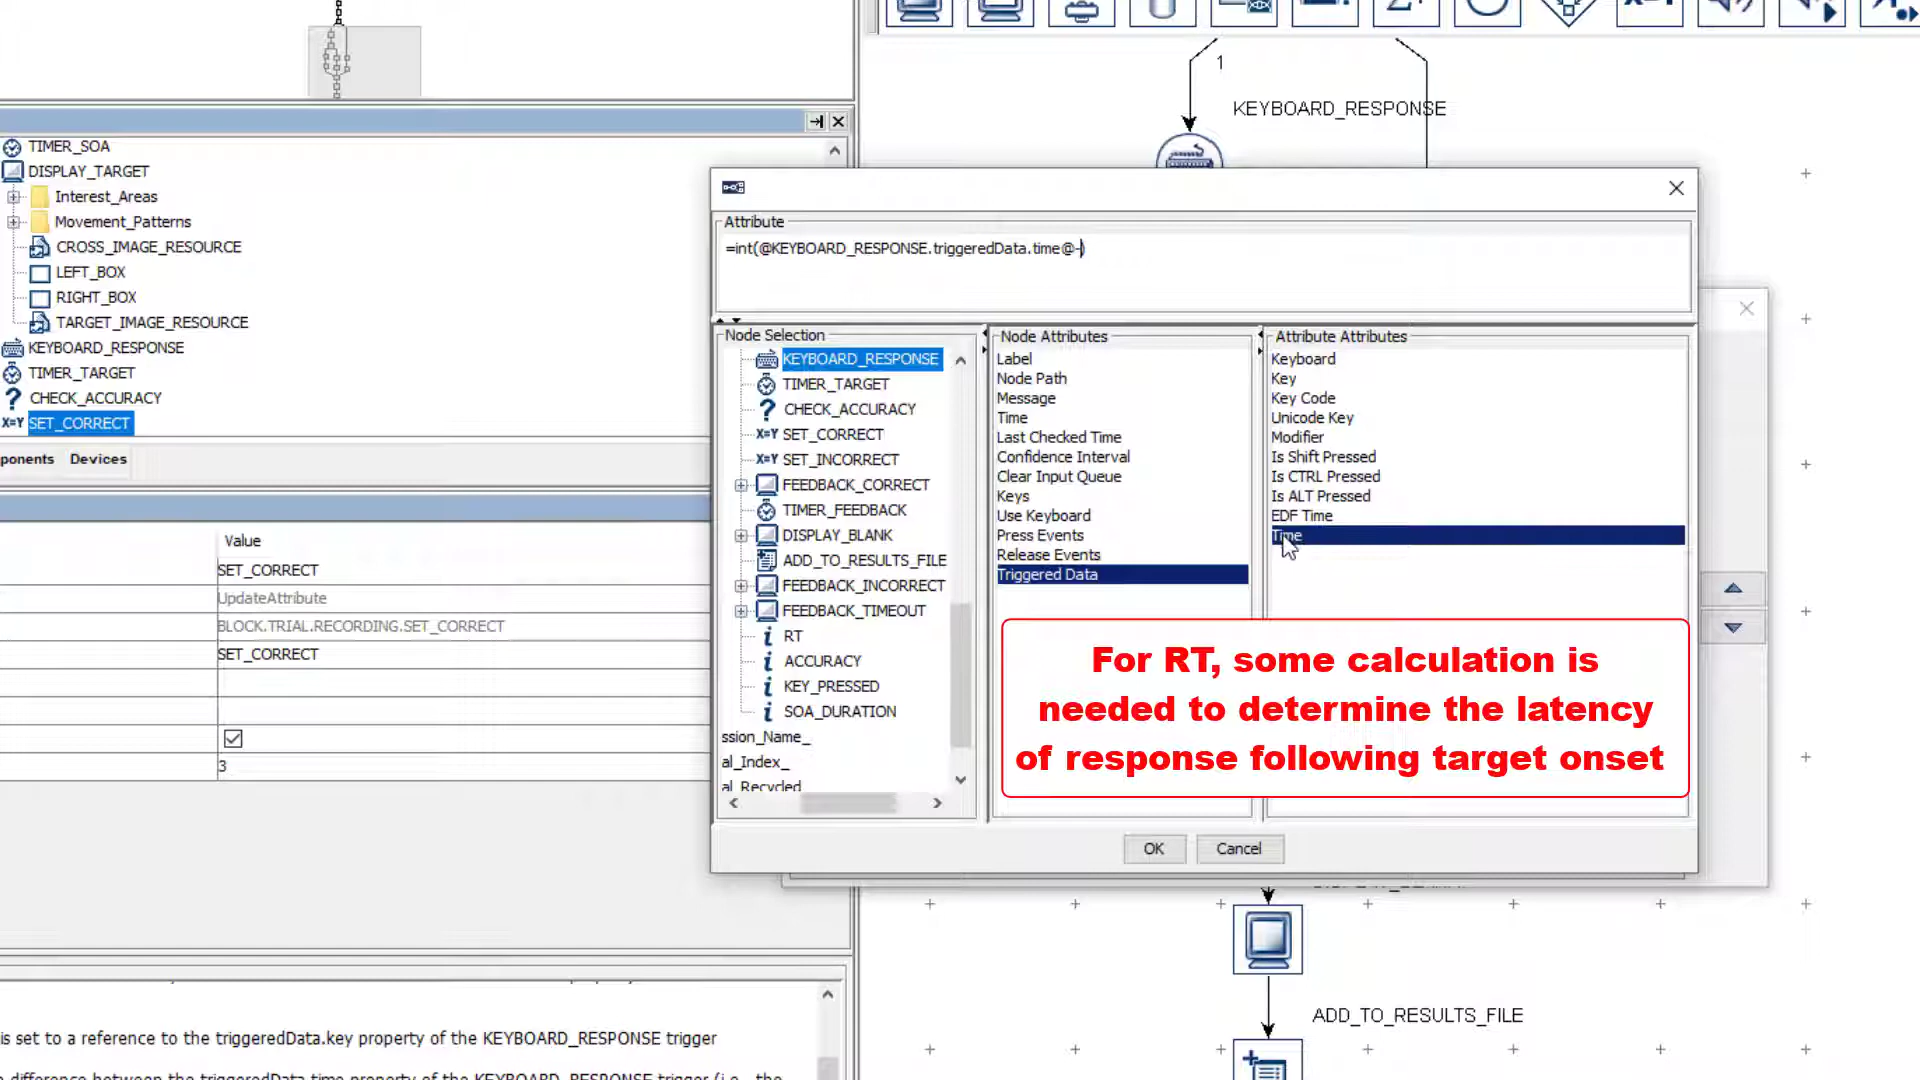 1
KEYBOARD_RESPONSE
TIMER_SOA
DISPLAY_TARGET
Interest_Areas
Movement_Patterns
CROSS_IMAGE_RESOURCE
LEFT_BOX
RIGHT_BOX
TARGET_IMAGE_RESOURCE
KEYBOARD_RESPONSE
TIMER_TARGET
CHECK_ACCURACY
X=Y SET_CORRECT
ponents Devices
Value
SET_CORRECT
UpdateAttribute
BLOCK.TRIAL.RECORDING.SET_CORRECT
SET_CORRECT
3
is set to a reference to the triggeredData.key property of the KEYBOARD_RESPONSE trigger
Attribute
=int(@KEYBOARD_RESPONSE.triggeredData.time@-)
Node Selection
KEYBOARD_RESPONSE
TIMER_TARGET
CHECK_ACCURACY
X=Y SET_CORRECT
X=Y SET_INCORRECT
FEEDBACK_CORRECT
TIMER_FEEDBACK
DISPLAY_BLANK
ADD_TO_RESULTS_FILE
FEEDBACK_INCORRECT
FEEDBACK_TIMEOUT
RT
ACCURACY
KEY_PRESSED
SOA_DURATION
ssion_Name_
al_Index_
al_Recycled
Node Attributes
Label
Node Path
Message
Time
Last Checked Time
Confidence Interval
Clear Input Queue
Keys
Use Keyboard
Press Events
Release Events
Triggered Data
Attribute Attributes
Keyboard
Key
Key Code
Unicode Key
Modifier
Is Shift Pressed
Is CTRL Pressed
Is ALT Pressed
EDF Time
Time
For RT, some calculation is
needed to determine the latency
of response following target onset
OK Cancel
ADD_TO_RESULTS_FILE